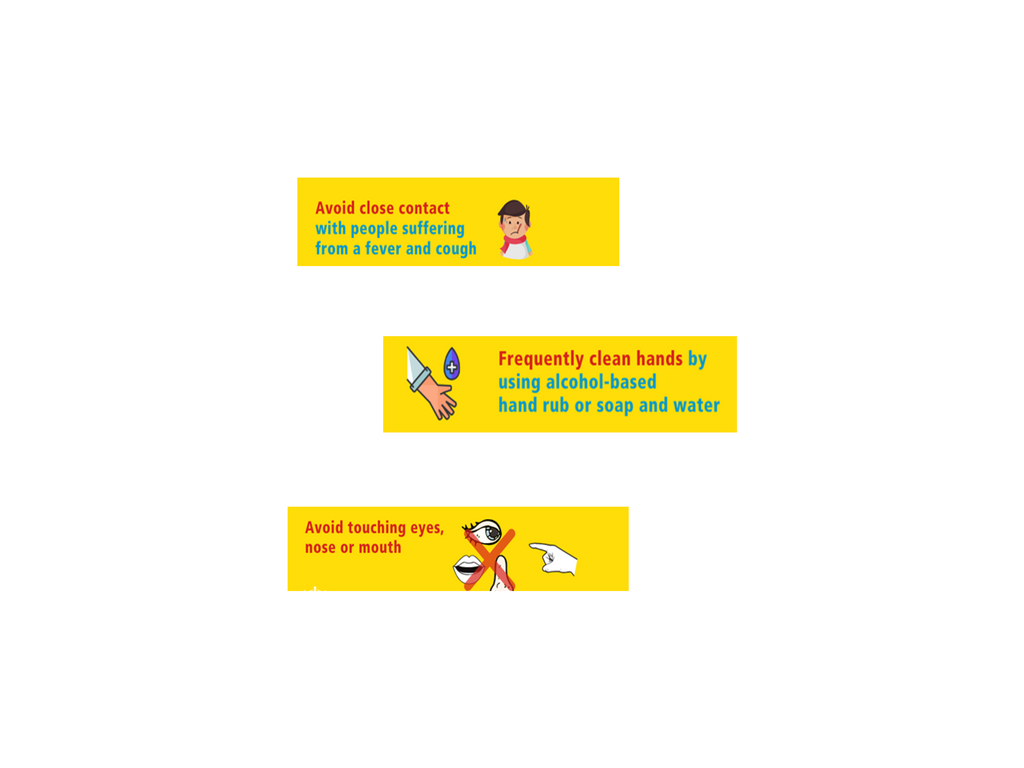 Avoid close contact
with people suffering
from a fever and cough
Frequently clean hands by
using alcohol-based
hand rub or soap and water
Avoid touching eyes,
nose or mouth